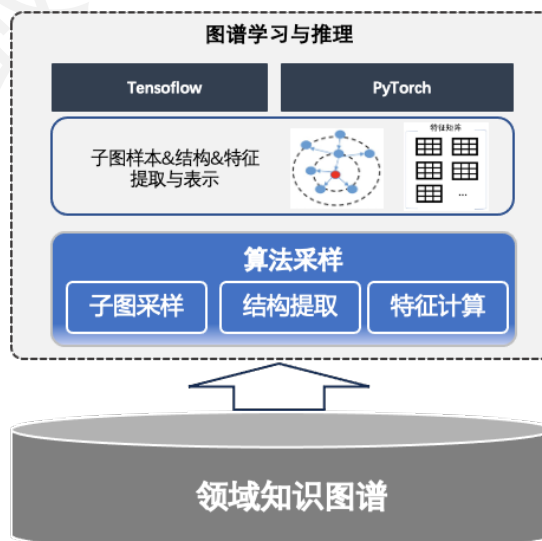 图谱学习与推理
Tensoflow
PyTorch
子图样本&结构&特征
提取与表示
特征矩阵
...
算法采样
子图采样
结构提取
特征计算
领域知识图谱